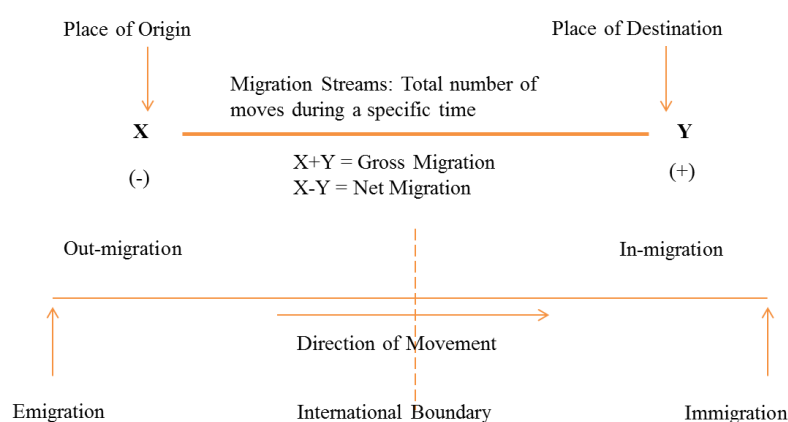 Place of Origin
Place of Destination
Migration Streams: Total number of
moves during a specific time
X
Y
(-)
(+)
X+Y = Gross Migration
X-Y = Net Migration
Out-migration
In-migration
Direction of Movement
Emigration
International Boundary
Immigration